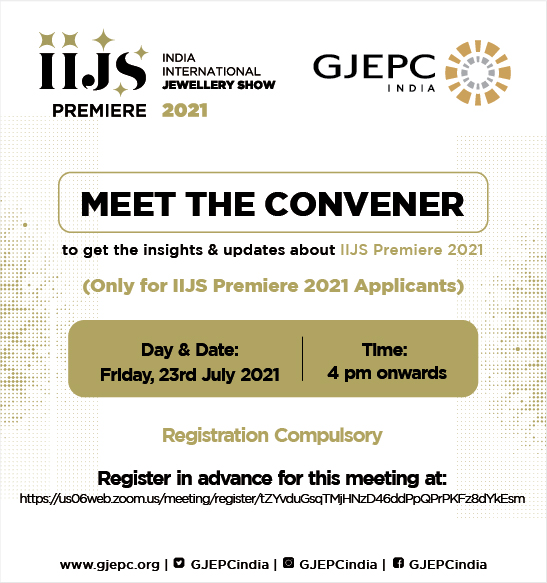 IIJS
INDIA
INTERNATIONAL
JEWELLERY SHOW
PREMIERE 2021
GJEPC
INDIA
MEET THE CONVENER
to get the insights & updates about IIJS Premiere 2021
(Only for IIJS Premiere 2021 Applicants)
Day & Date:
Friday, 23rd July 2021
Time:
4 pm onwards
Registration Compulsory
Register in advance for this meeting at:
https://us06web.zoom.us/meeting/register/tZYvduGsqTMjHNzD46ddPpQPrPKFz8dYkEsm
www.gjepc.org | GJEPCindia | GJEPCindia | GJEPCindia